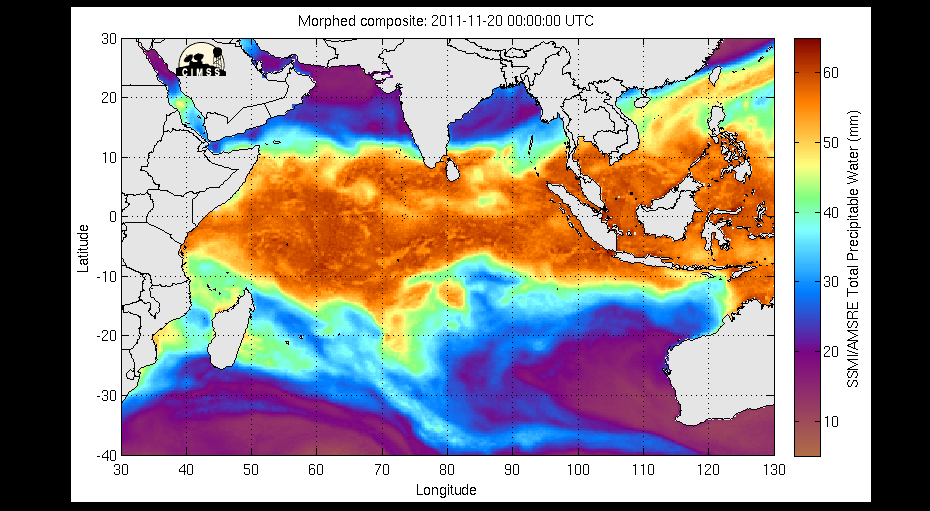 Morphed composite: 2011-11-20 00:00:00 UTC
CIMSS
30
20
10
0
-10
-20
-30
-40
Latitude
30 40 50 60 70 80 90 100 110 120 130
Longitude
60
50
40
30
20
10
SSMI/AMSRE Total Precipitable Water (mm)